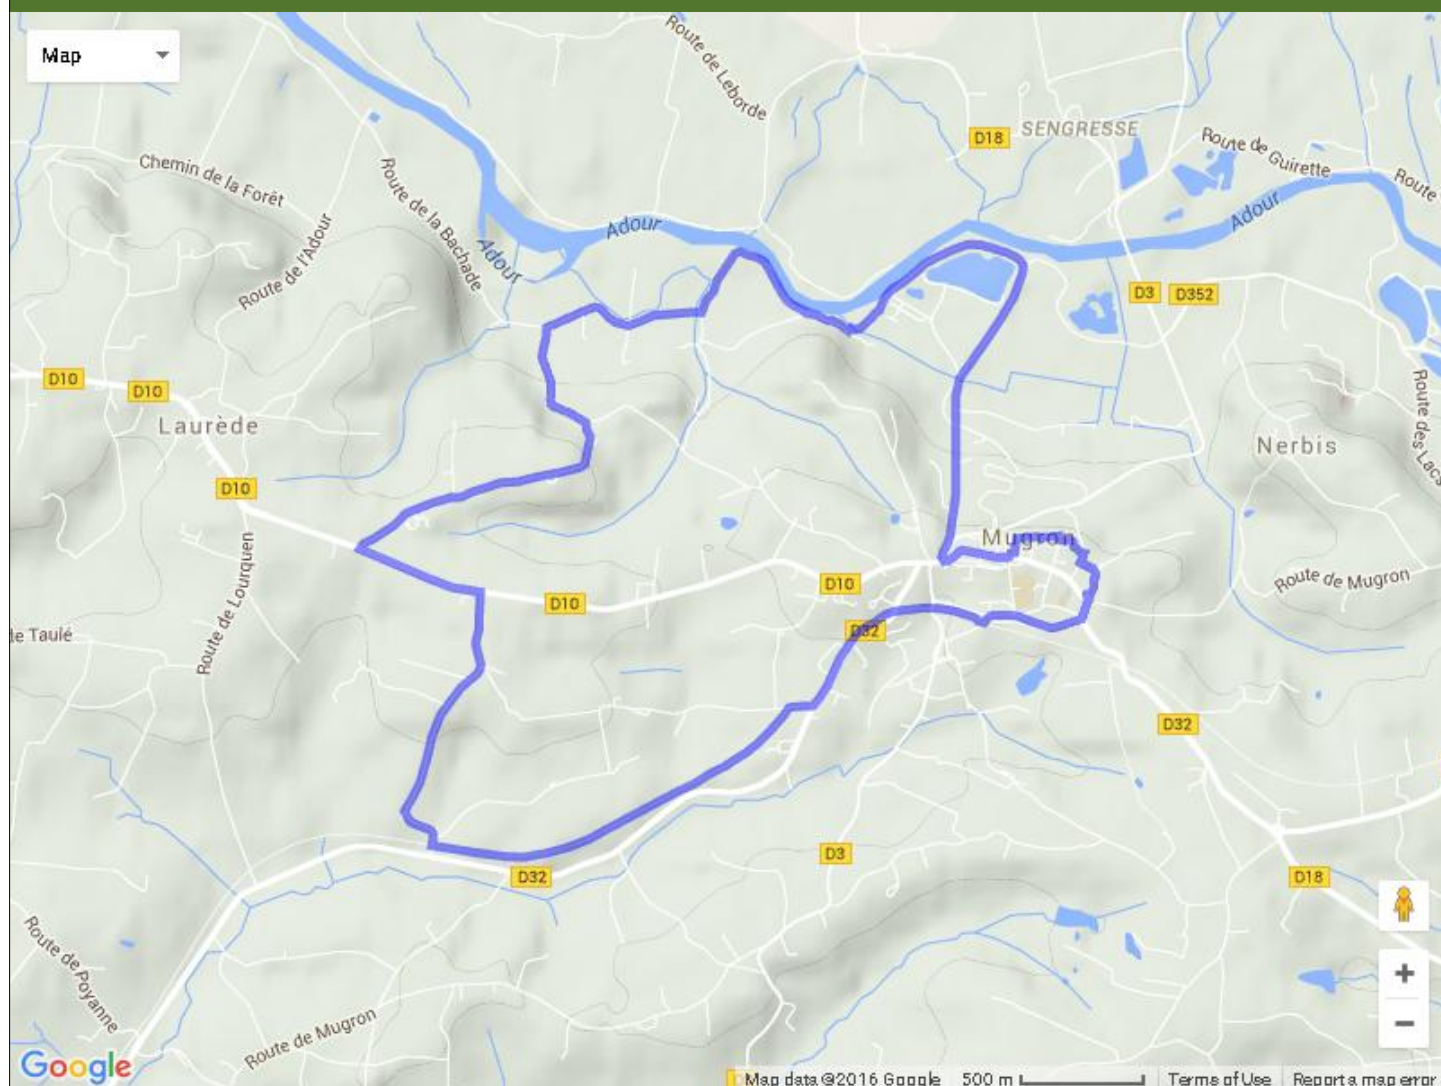 Map
Route de Leborde
D18
SENGRESSE
Route de Guirette
Route
Chemin de la Forêt
Route de la Bachade
Route de l'Adour
Adour
Adour
Adour
D3
D352
D10
D10
Laurède
Route des Lacs
Nerbis
D10
Mugron
Route de Lourquen
D10
D10
Route de Mugron
de Taulé
D32
D32
D3
D32
D18
Route de Poyanne
Route de Mugron
Google
Map data ©2016 Google
500 m
Terms of Use
Report a map error